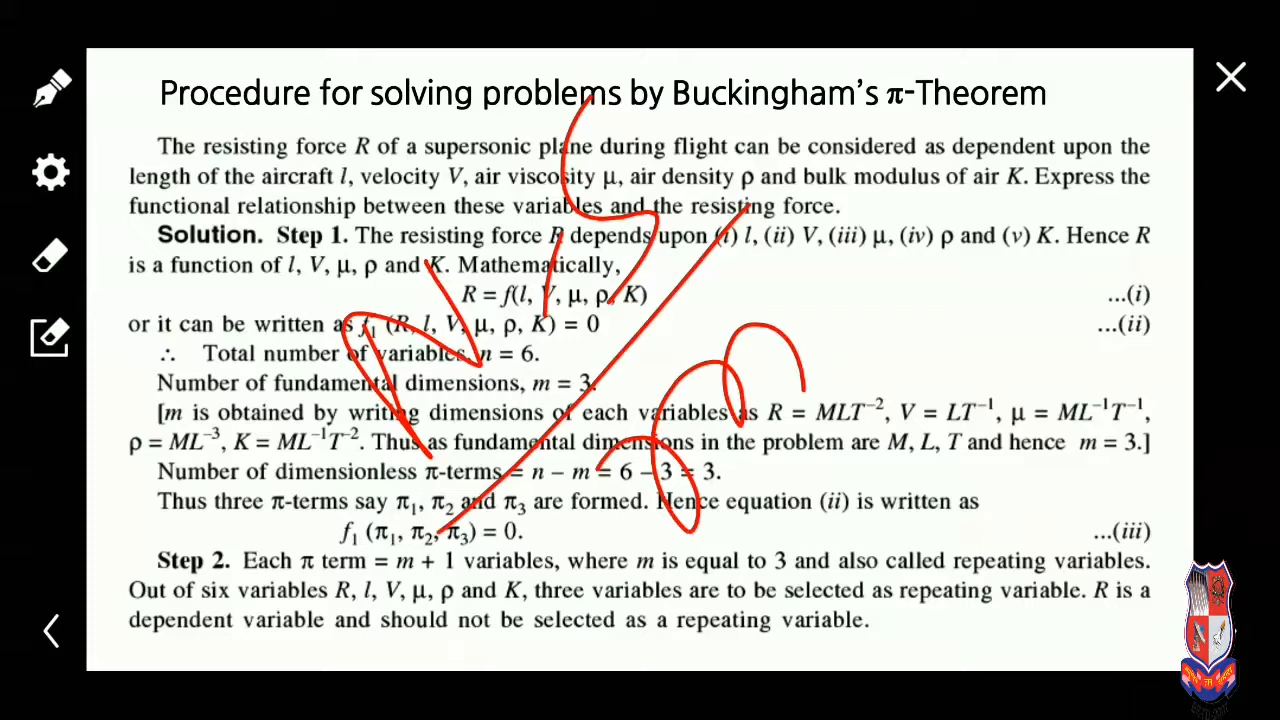 Procedure for solving problems by Buckingham's π-Theorem
The resisting force R of a supersonic plane during flight can be considered as dependent upon the
length of the aircraft l, velocity V, air viscosity μ, air density ρ and bulk modulus of air K. Express the
functional relationship between these variables and the resisting force.
Solution. Step 1. The resisting force R depends upon (i) l, (ii) V, (iii) μ, (iv) ρ and (v) K. Hence R
is a function of l, V, μ, ρ and K. Mathematically,
R = f(l, V, μ, ρ, K) ...(i)
or it can be written as f₁ (R, l, V, μ, ρ, K) = 0 ...(ii)
∴ Total number of variables, n = 6.
Number of fundamental dimensions, m = 3.
[m is obtained by writing dimensions of each variables as R = MLT⁻², V = LT⁻¹, μ = ML⁻¹T⁻¹,
ρ = ML⁻³, K = ML⁻¹T⁻². Thus as fundamental dimensions in the problem are M, L, T and hence m = 3.]
Number of dimensionless π-terms = n − m = 6 − 3 = 3.
Thus three π-terms say π₁, π₂ and π₃ are formed. Hence equation (ii) is written as
f₁ (π₁, π₂, π₃) = 0. ...(iii)
Step 2. Each π term = m + 1 variables, where m is equal to 3 and also called repeating variables.
Out of six variables R, l, V, μ, ρ and K, three variables are to be selected as repeating variable. R is a
dependent variable and should not be selected as a repeating variable.